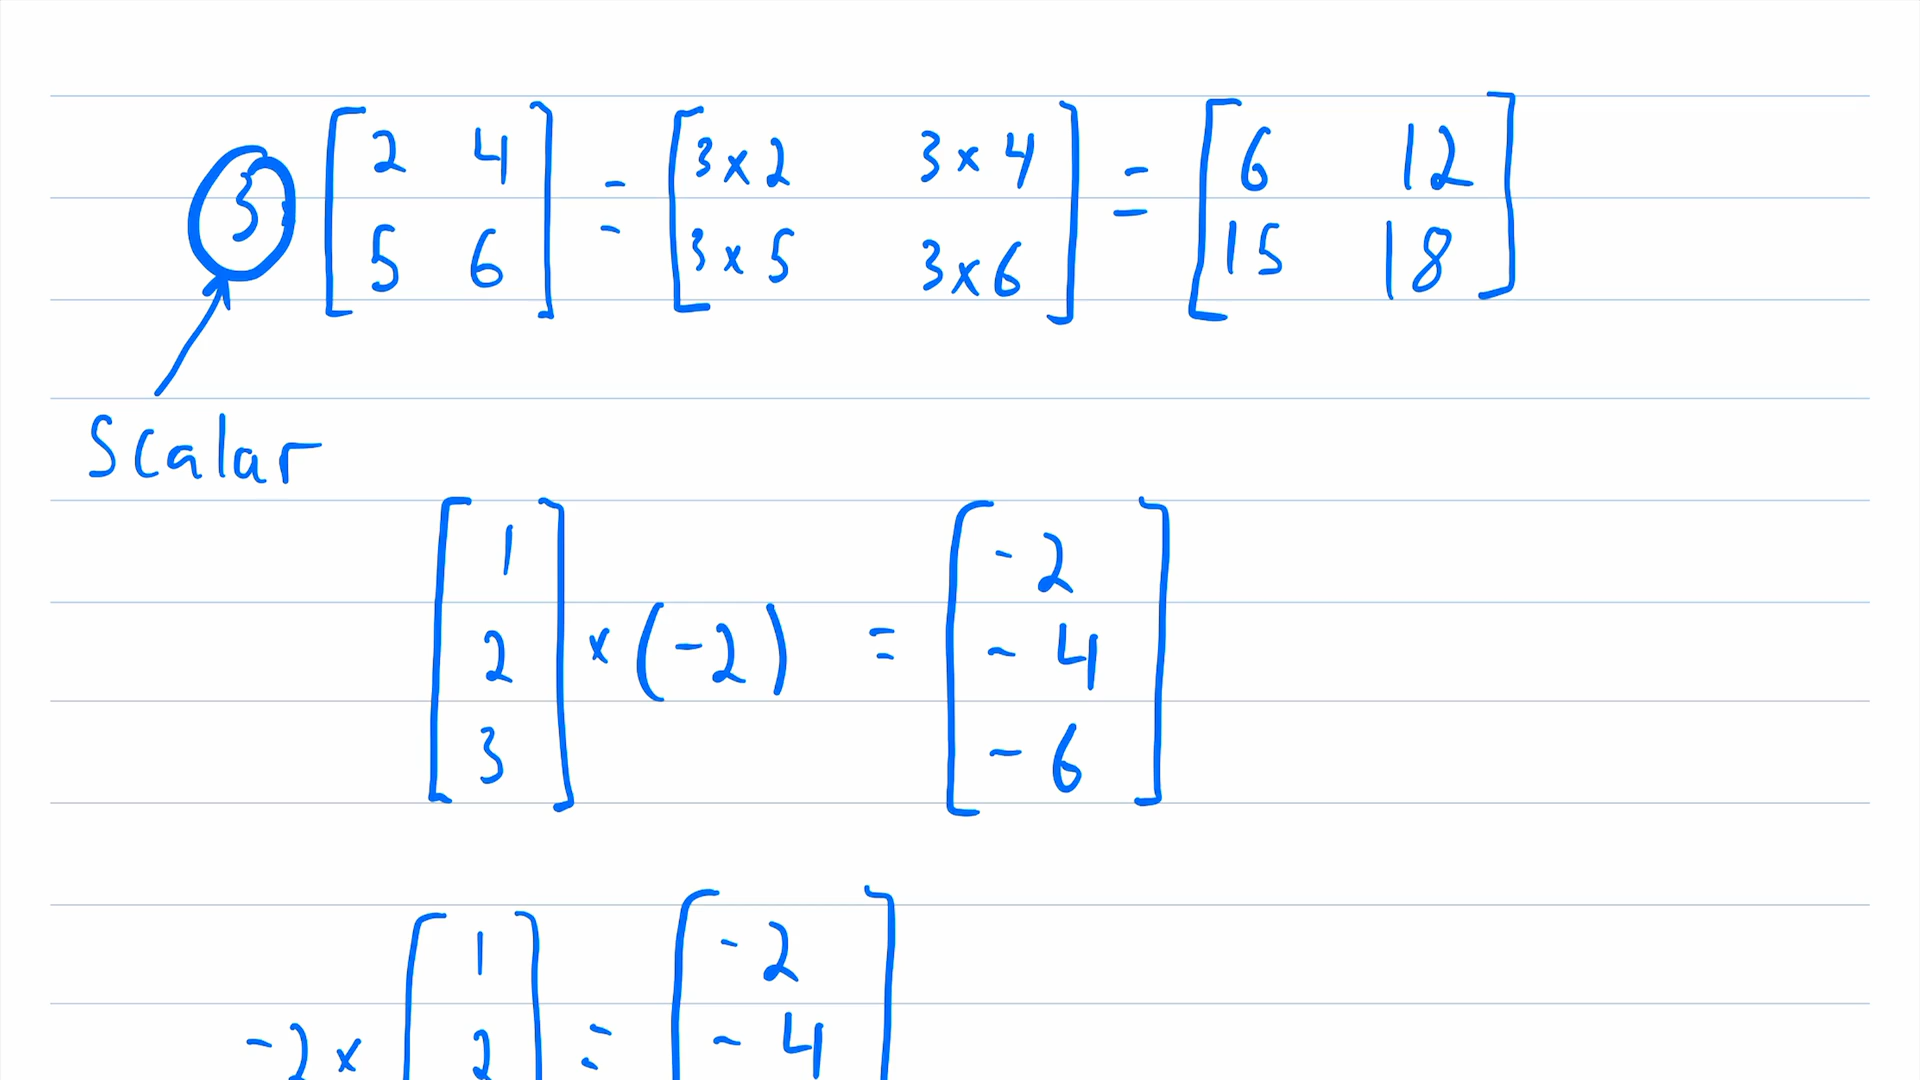 3 [2 4] = [3×2 3×4] = [6 12]
[5 6] [3×5 3×6] [15 18]
Scalar
[1] [-2]
[2] × (-2) = [-4]
[3] [-6]
[1] [-2]
-2 × [2] = [-4]